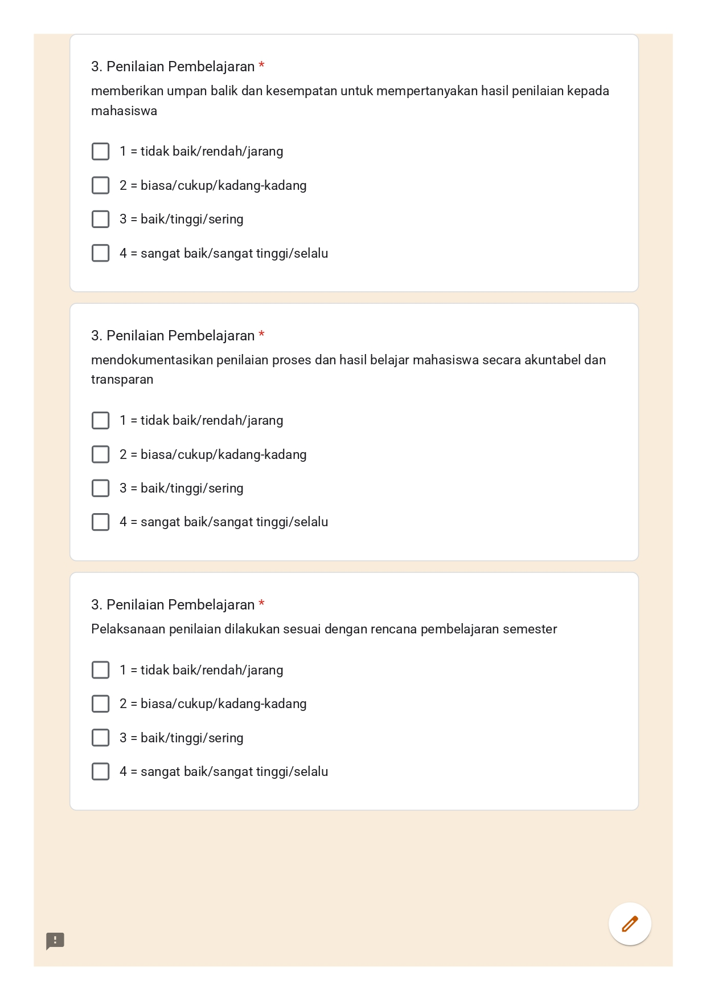 3. Penilaian Pembelajaran *
memberikan umpan balik dan kesempatan untuk mempertanyakan hasil penilaian kepada
mahasiswa
1 = tidak baik/rendah/jarang
2 = biasa/cukup/kadang-kadang
3 = baik/tinggi/sering
4 = sangat baik/sangat tinggi/selalu
3. Penilaian Pembelajaran *
mendokumentasikan penilaian proses dan hasil belajar mahasiswa secara akuntabel dan
transparan
1 = tidak baik/rendah/jarang
2 = biasa/cukup/kadang-kadang
3 = baik/tinggi/sering
4 = sangat baik/sangat tinggi/selalu
3. Penilaian Pembelajaran *
Pelaksanaan penilaian dilakukan sesuai dengan rencana pembelajaran semester
1 = tidak baik/rendah/jarang
2 = biasa/cukup/kadang-kadang
3 = baik/tinggi/sering
4 = sangat baik/sangat tinggi/selalu